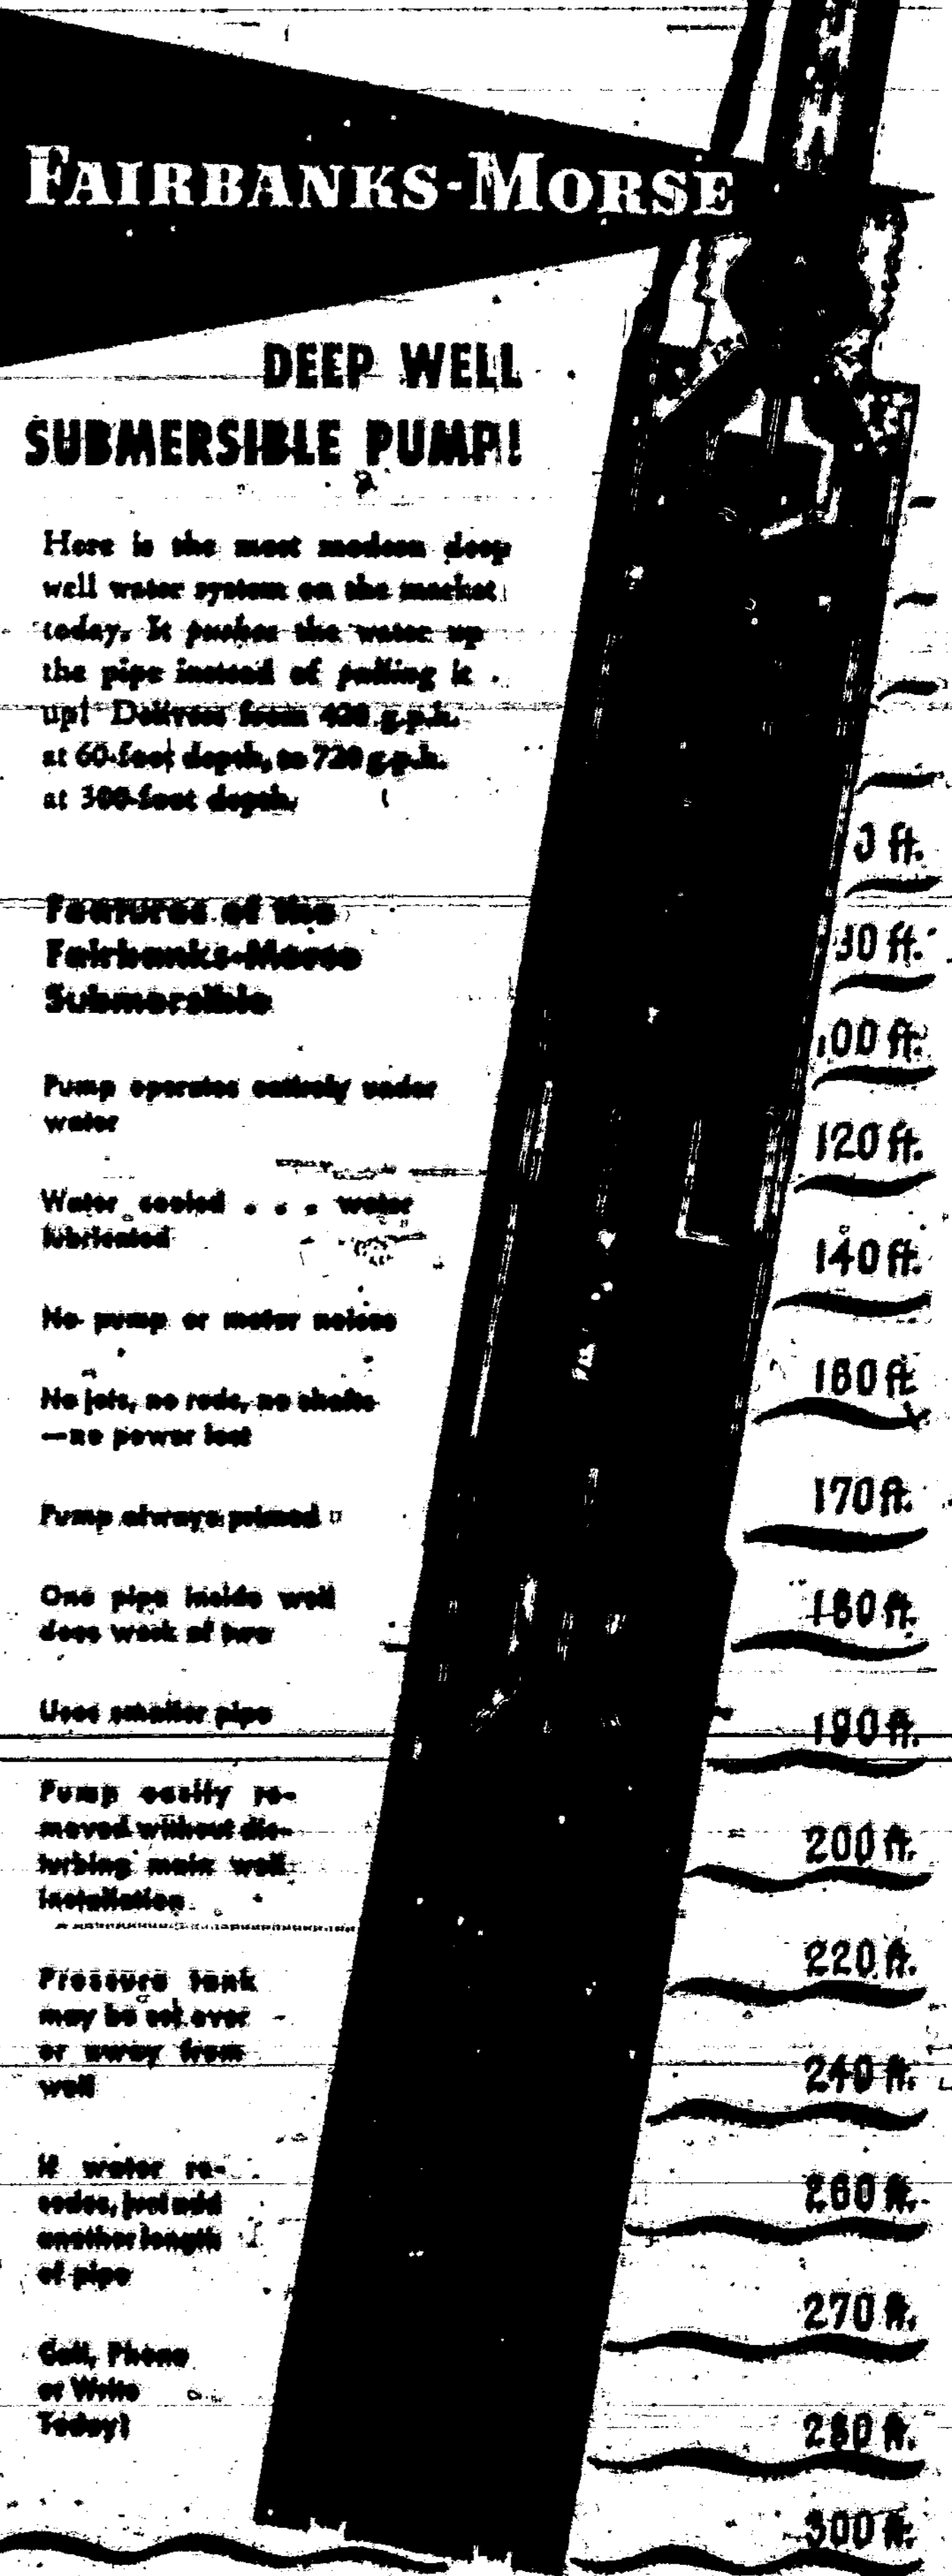 FAIRBANKS-MORSE
DEEP WELL
SUBMERSIBLE PUMP!
Here is the most modern deep
well water system on the market
today. It pushes the water up
the pipe instead of pulling it
up! Delivers from 420 g.p.h.
at 60-foot depth, to 720 g.p.h.
at 300-foot depth.
Features of the
Fairbanks-Morse
Submersible
Pump operates entirely under
water
Water cooled . . . water
lubricated
No pump or motor noises
No jets, no rods, no shafts
—no power lost
Pump always primed
One pipe inside well
does work of two
Uses smaller pipe
Pump easily re-
moved without dis-
turbing main well
installation
Pressure tank
may be set over
or away from
well
If water re-
cedes, just add
another length
of pipe
Call, Phone
or Write
Today!
0 ft.
30 ft.
00 ft.
120 ft.
140 ft.
160 ft.
170 ft.
180 ft.
190 ft.
200 ft.
220 ft.
240 ft.
260 ft.
270 ft.
280 ft.
300 ft.